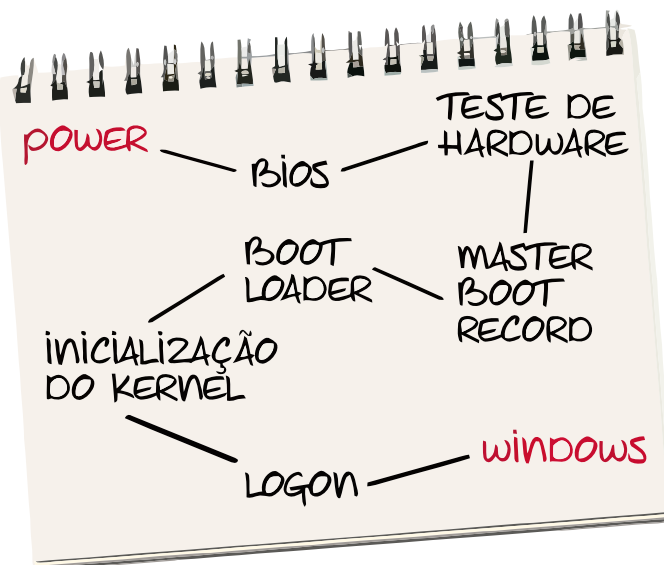 POWER
BIOS
TESTE DE
HARDWARE
MASTER
BOOT
RECORD
BOOT
LOADER
INICIALIZAÇÃO
DO KERNEL
LOGON
WINDOWS